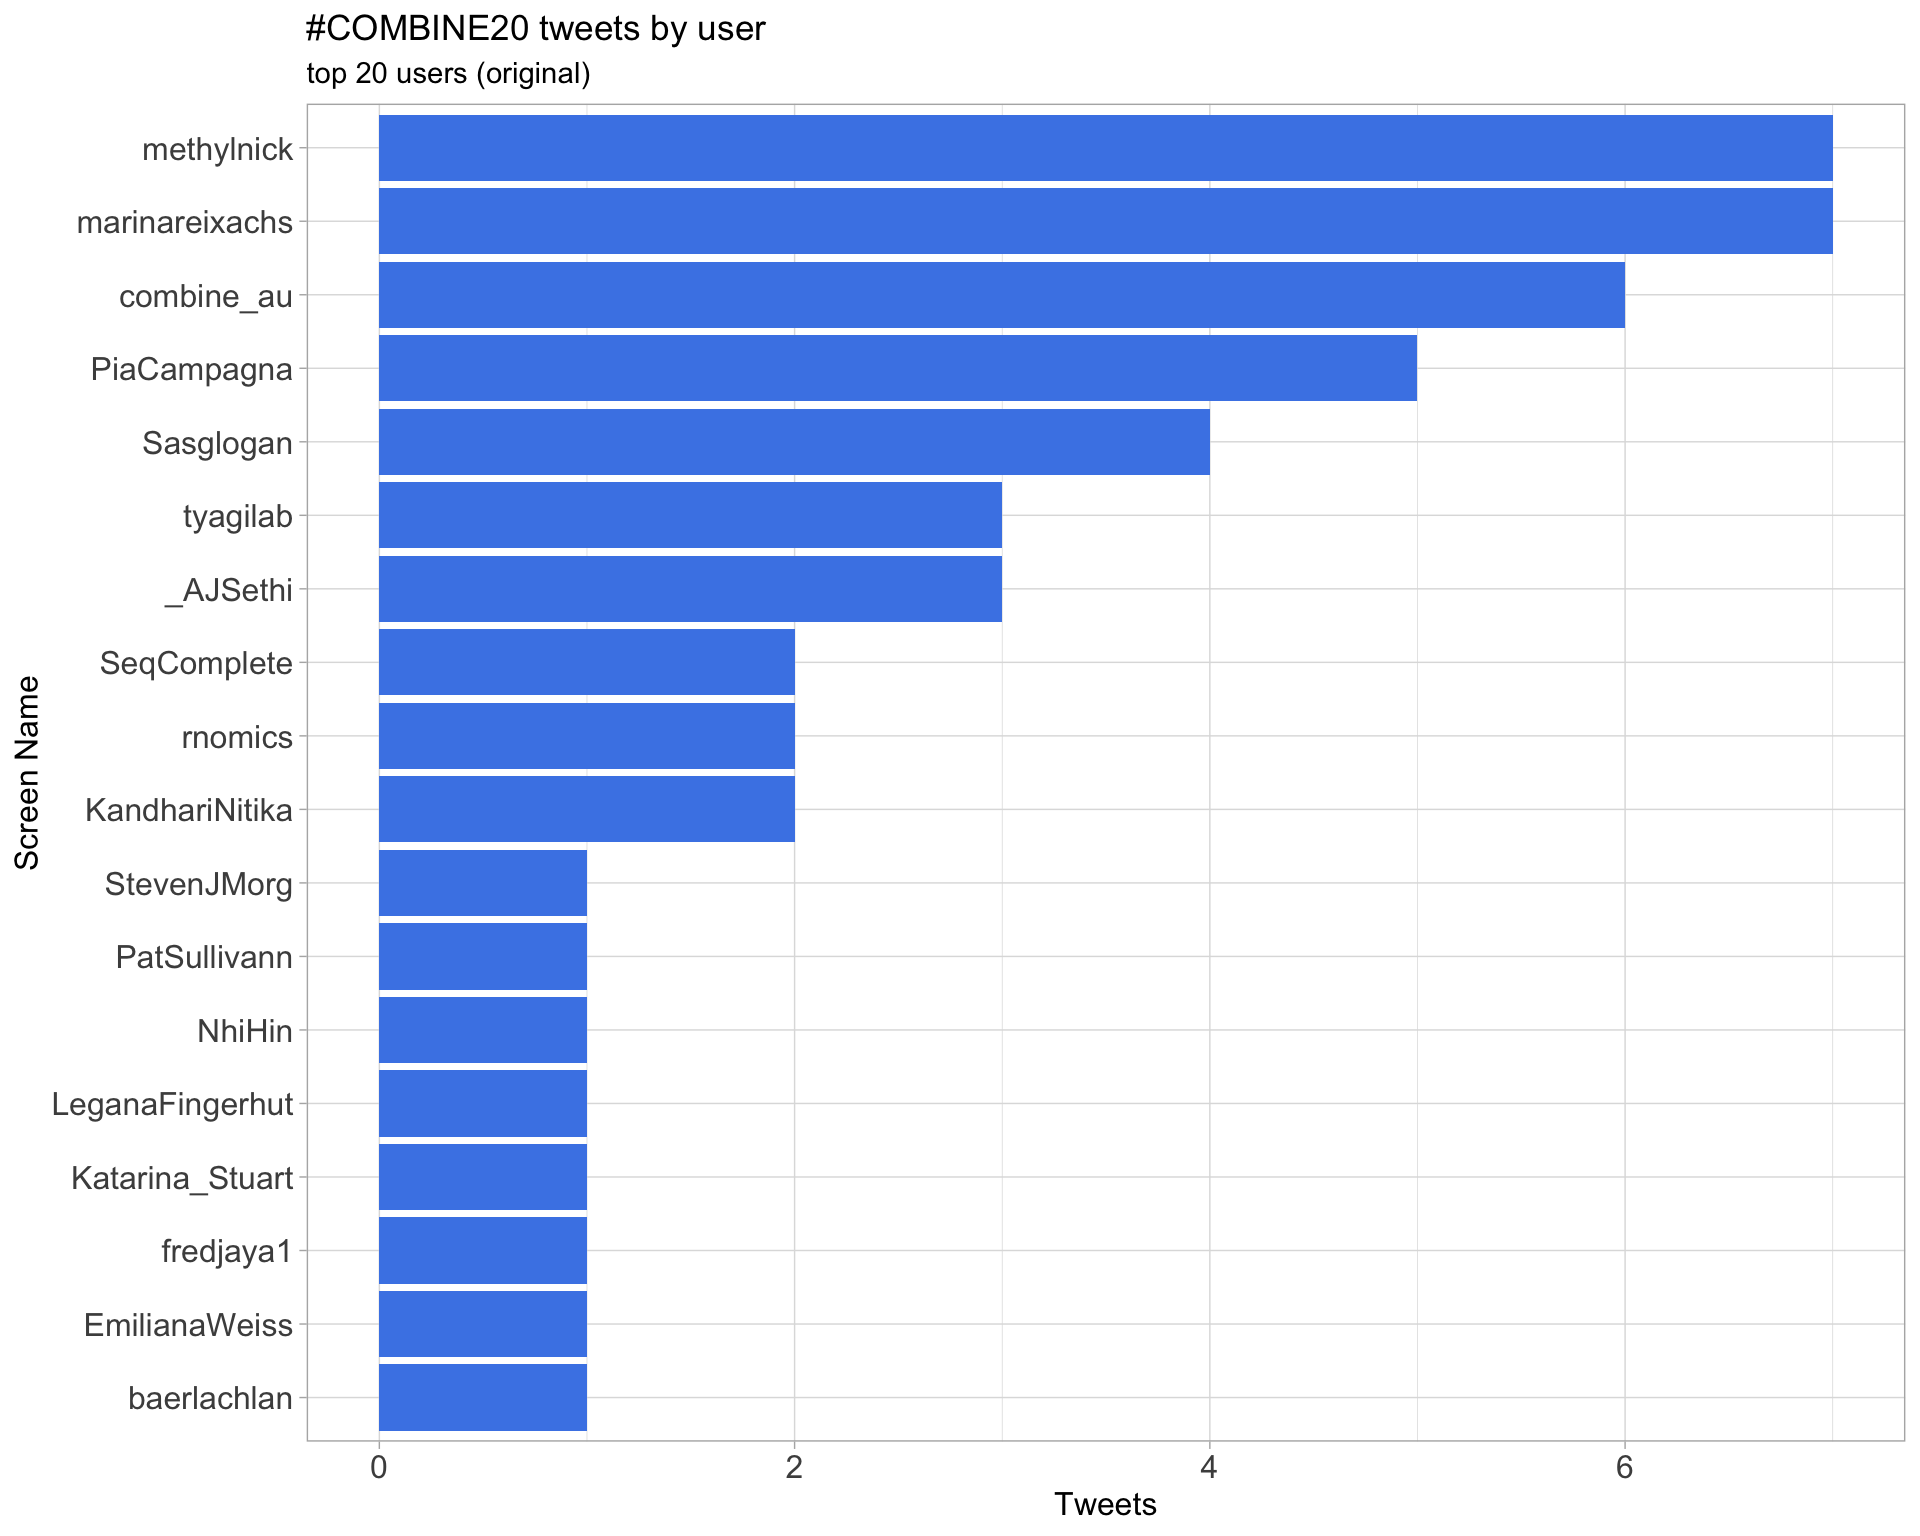 #COMBINE20 tweets by user
top 20 users (original)
methylnick
marinareixachs
combine_au
PiaCampagna
Sasglogan
tyagilab
_AJSethi
SeqComplete
rnomics
KandhariNitika
StevenJMorg
PatSullivann
NhiHin
LeganaFingerhut
Katarina_Stuart
fredjaya1
EmilianaWeiss
baerlachlan
Screen Name
0 2 4 6
Tweets